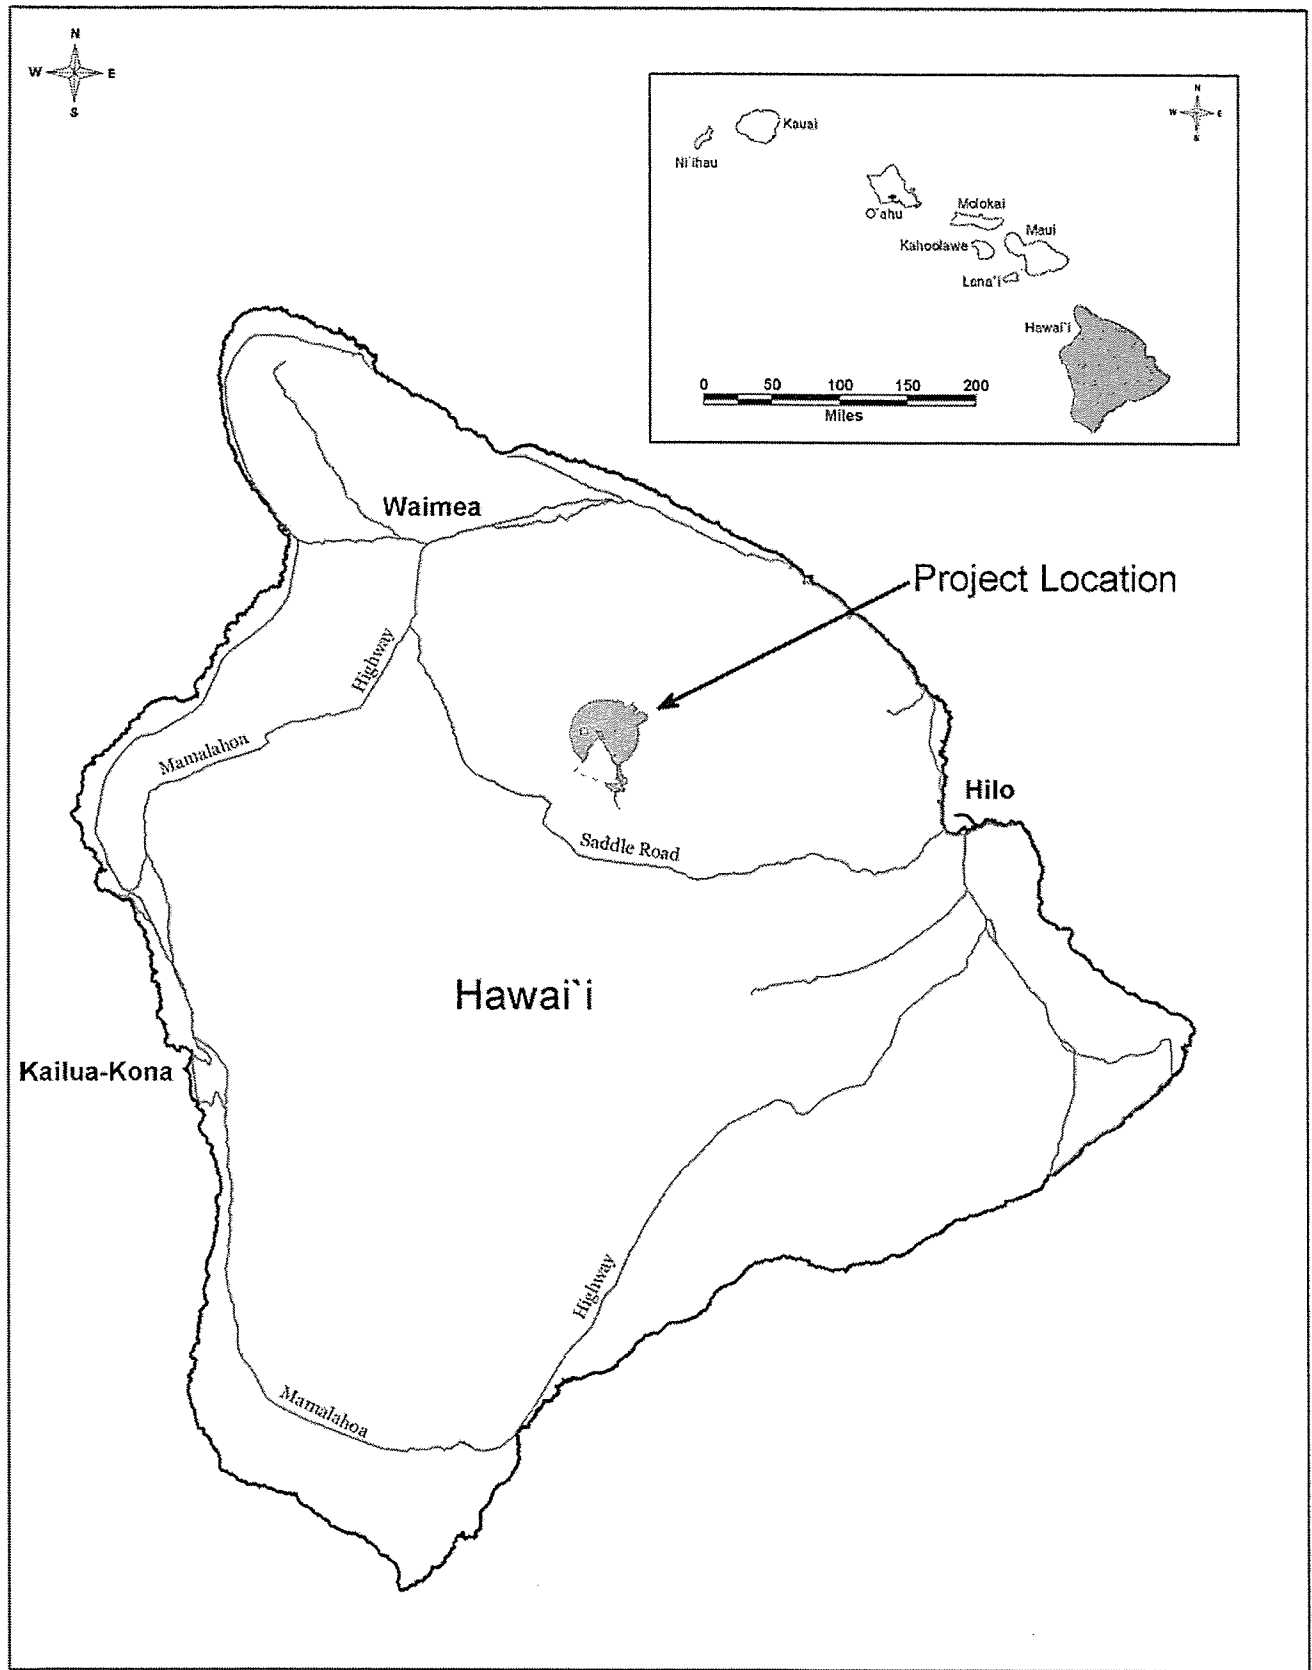 N
W E
S
N
W E
S
Kauai
Ni`ihau
O`ahu
Molokai
Maui
Kahoolawe
Lana`i
Hawai`i
0 50 100 150 200
Miles
Waimea
Project Location
Highway
Mamalahoa
Hilo
Saddle Road
Hawai`i
Kailua-Kona
Highway
Mamalahoa